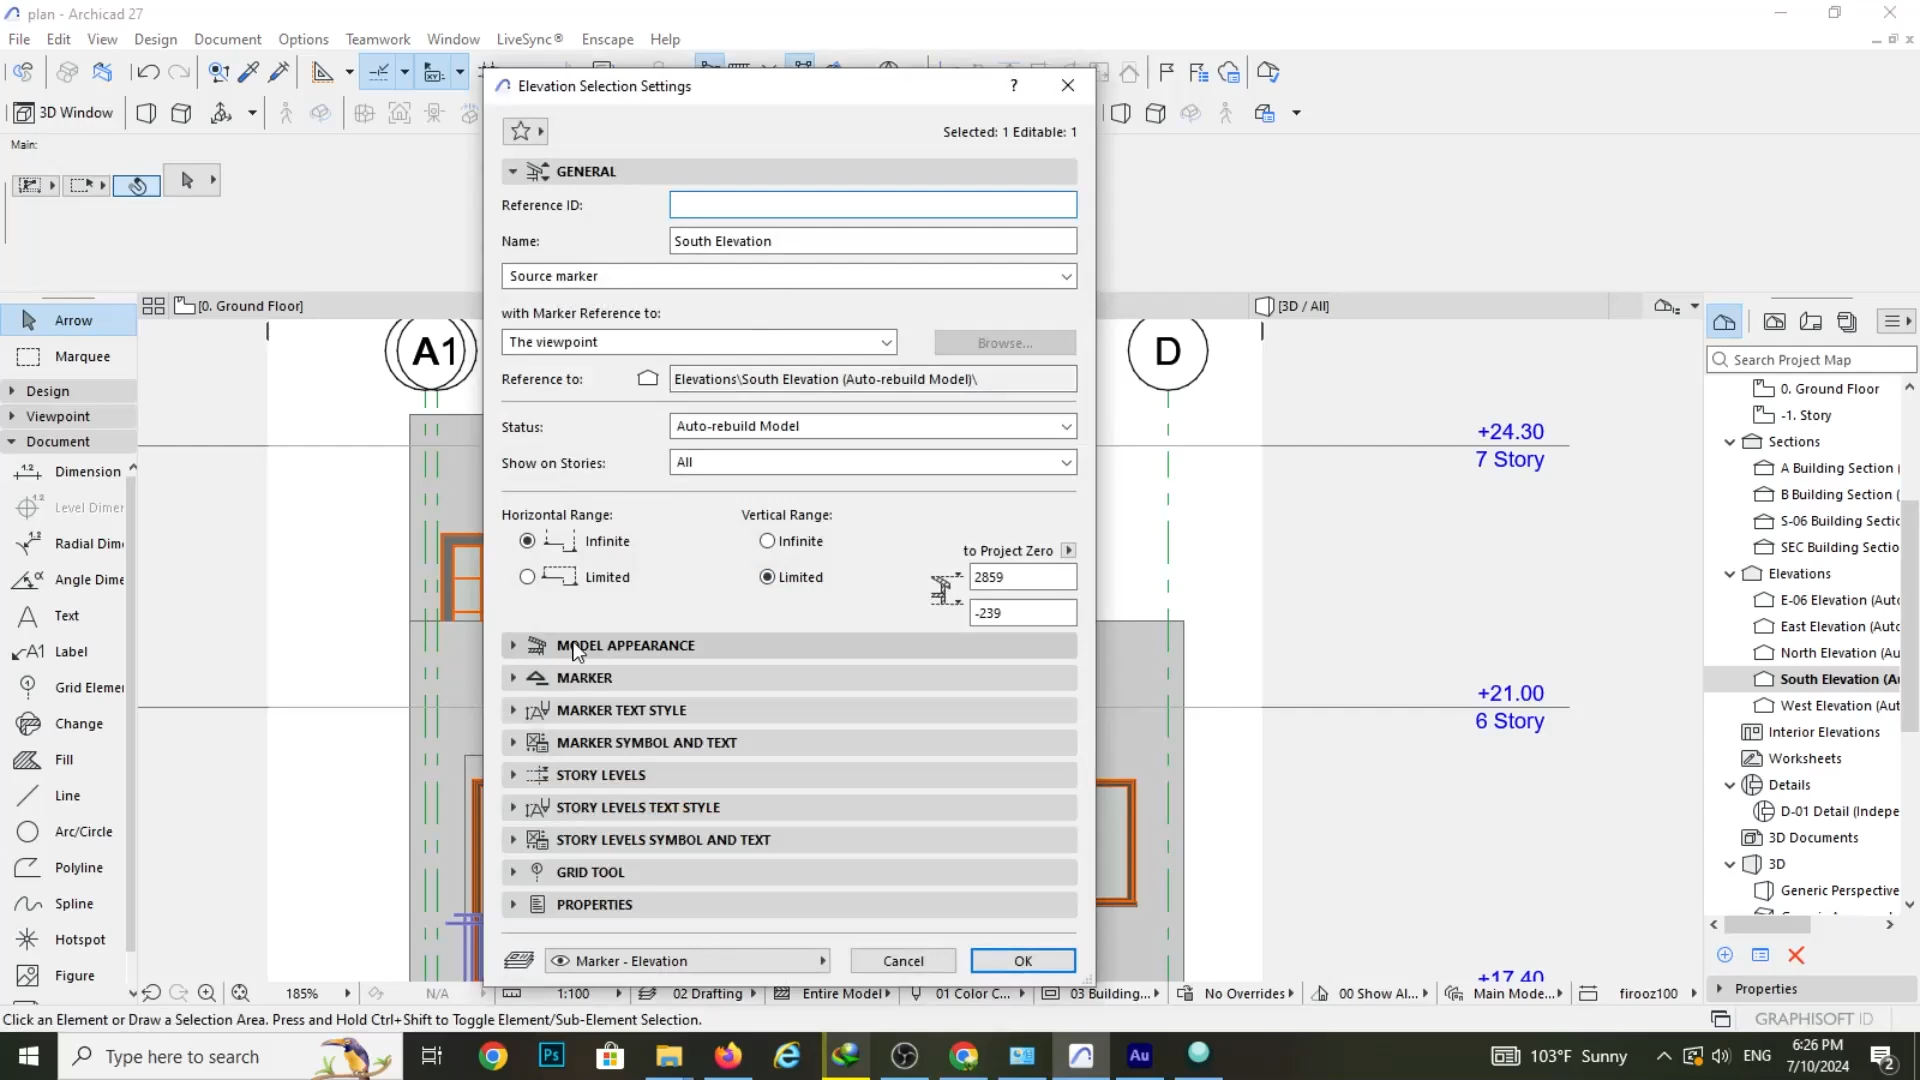 plan - Archicad 27
File Edit View Design Document Options Teamwork Window LiveSync® Enscape Help
3D Window
Main:
Elevation Selection Settings
?
Selected: 1 Editable: 1
GENERAL
Reference ID:
Name: South Elevation
Source marker
with Marker Reference to:
The viewpoint Browse...
Reference to: Elevations\South Elevation (Auto-rebuild Model)\
Status: Auto-rebuild Model
Show on Stories: All
Horizontal Range: Vertical Range:
Infinite Infinite
to Project Zero
Limited Limited 2859
-239
MODEL APPEARANCE
MARKER
MARKER TEXT STYLE
MARKER SYMBOL AND TEXT
STORY LEVELS
STORY LEVELS TEXT STYLE
STORY LEVELS SYMBOL AND TEXT
GRID TOOL
PROPERTIES
Marker - Elevation Cancel OK
[0. Ground Floor]
[3D / All]
Arrow
Marquee
Design
Viewpoint
Document
Dimension
Level Dimer
Radial Dime
Angle Dime
Text
Label
Grid Elemer
Change
Fill
Line
Arc/Circle
Polyline
Spline
Hotspot
Figure
A1
D
+24.30
7 Story
+21.00
6 Story
+17.40
Search Project Map
0. Ground Floor
-1. Story
Sections
A Building Section (
B Building Section (
S-06 Building Sectic
SEC Building Sectio
Elevations
E-06 Elevation (Autc
East Elevation (Autc
North Elevation (Au
South Elevation (Au
West Elevation (Aut
Interior Elevations
Worksheets
Details
D-01 Detail (Indepe
3D Documents
3D
Generic Perspective
Properties
185% N/A 1:100 02 Drafting Entire Model 01 Color C... 03 Building... No Overrides 00 Show Al... Main Mode... firooz100
Click an Element or Draw a Selection Area. Press and Hold Ctrl+Shift to Toggle Element/Sub-Element Selection.
GRAPHISOFT ID
Type here to search
Ps
Au
103°F Sunny
ENG
6:26 PM
7/10/2024
2